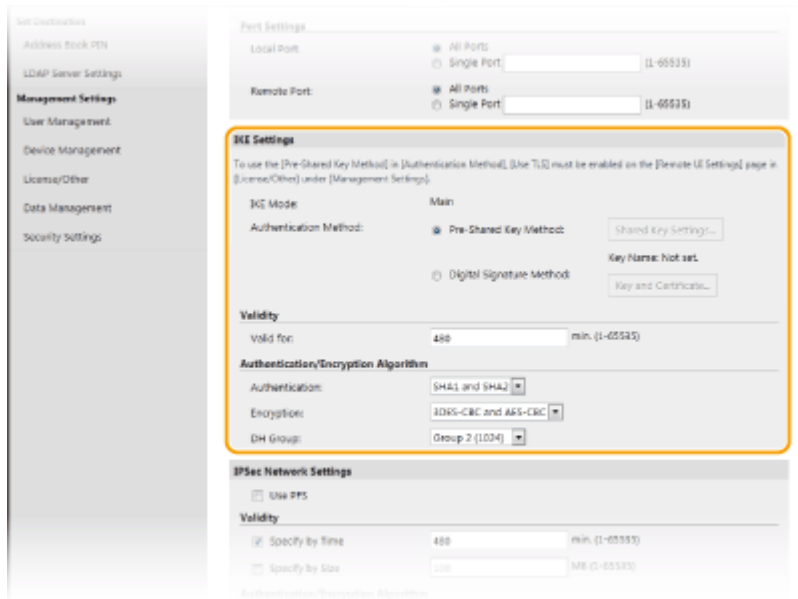 Set Destination
Address Book PIN
LDAP Server Settings
Management Settings
User Management
Device Management
License/Other
Data Management
Security Settings
Port Settings
Local Port:
All Ports
Single Port
(1-65535)
Remote Port:
All Ports
Single Port
(1-65535)
IKE Settings
To use the [Pre-Shared Key Method] in [Authentication Method], [Use TLS] must be enabled on the [Remote UI Settings] page in
[License/Other] under [Management Settings].
IKE Mode: Main
Authentication Method: Pre-Shared Key Method: Shared Key Settings...
Key Name: Not set.
Digital Signature Method: Key and Certificate...
Validity
Valid for: 480 min. (1-65535)
Authentication/Encryption Algorithm
Authentication: SHA1 and SHA2
Encryption: 3DES-CBC and AES-CBC
DH Group: Group 2 (1024)
IPSec Network Settings
Use PFS
Validity
Specify by Time 480 min. (1-65535)
Specify by Size MB (1-65535)
Authentication/Encryption Algorithm